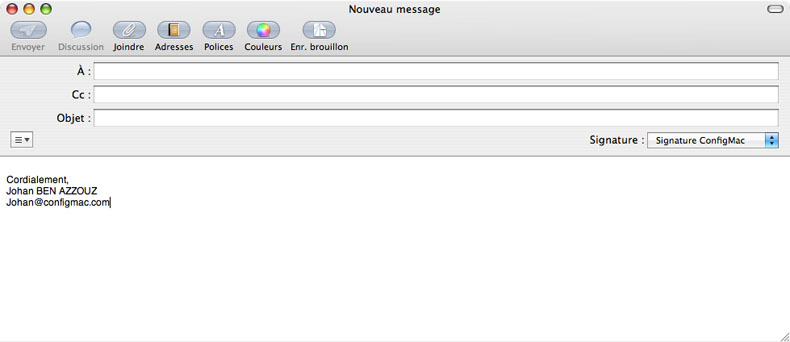 Nouveau message
Envoyer Discussion Joindre Adresses Polices Couleurs Enr. brouillon
À :
Cc :
Objet :
Signature : Signature ConfigMac
Cordialement,
Johan BEN AZZOUZ
Johan@configmac.com